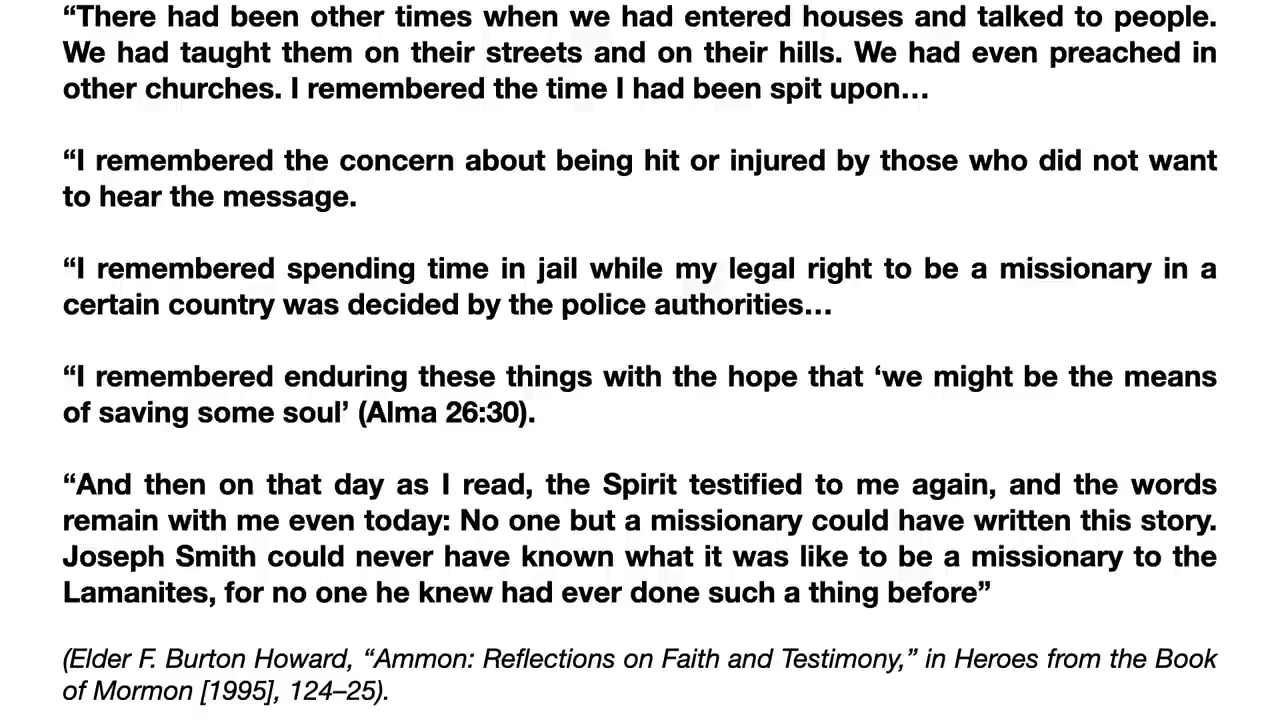 “There had been other times when we had entered houses and talked to people.
We had taught them on their streets and on their hills. We had even preached in
other churches. I remembered the time I had been spit upon…
“I remembered the concern about being hit or injured by those who did not want
to hear the message.
“I remembered spending time in jail while my legal right to be a missionary in a
certain country was decided by the police authorities…
“I remembered enduring these things with the hope that ‘we might be the means
of saving some soul’ (Alma 26:30).
“And then on that day as I read, the Spirit testified to me again, and the words
remain with me even today: No one but a missionary could have written this story.
Joseph Smith could never have known what it was like to be a missionary to the
Lamanites, for no one he knew had ever done such a thing before”
(Elder F. Burton Howard, “Ammon: Reflections on Faith and Testimony,” in Heroes from the Book
of Mormon [1995], 124–25).